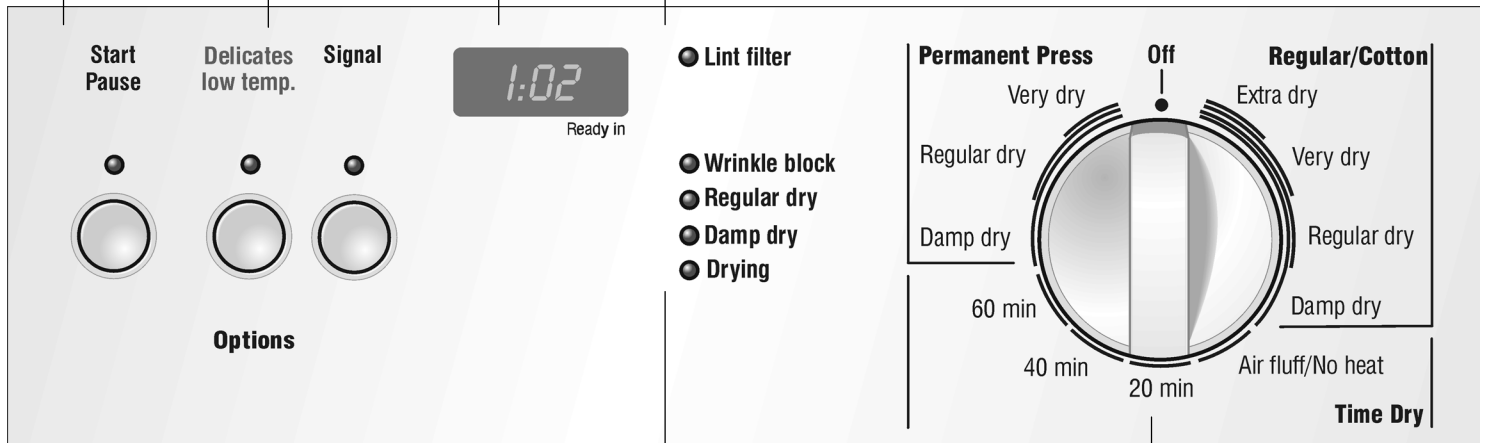 Start
Pause
Delicates
low temp.
Signal
1:02
Ready in
Options
Lint filter
Wrinkle block
Regular dry
Damp dry
Drying
Permanent Press
Off
Regular/Cotton
Very dry
Extra dry
Regular dry
Very dry
Damp dry
Regular dry
60 min
Damp dry
40 min
20 min
Air fluff/No heat
Time Dry